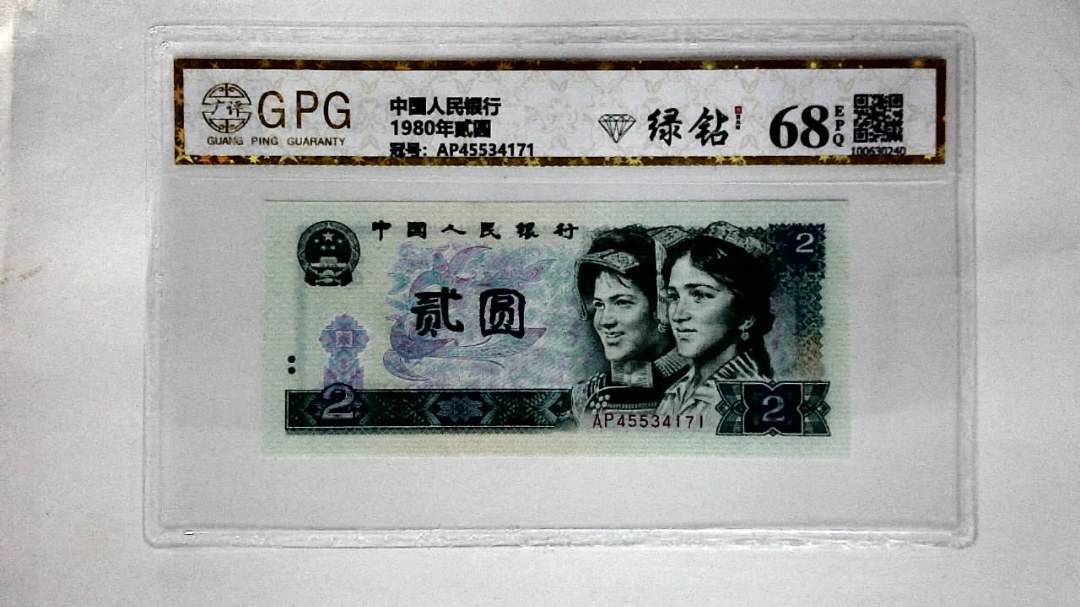 广评
GPG
GUANG PING GUARANTY
中国人民银行
1980年贰圆
冠号：AP45534171
绿钻
68
EPQ
100630240
中国人民银行
2
贰圆
2
AP45534171
2